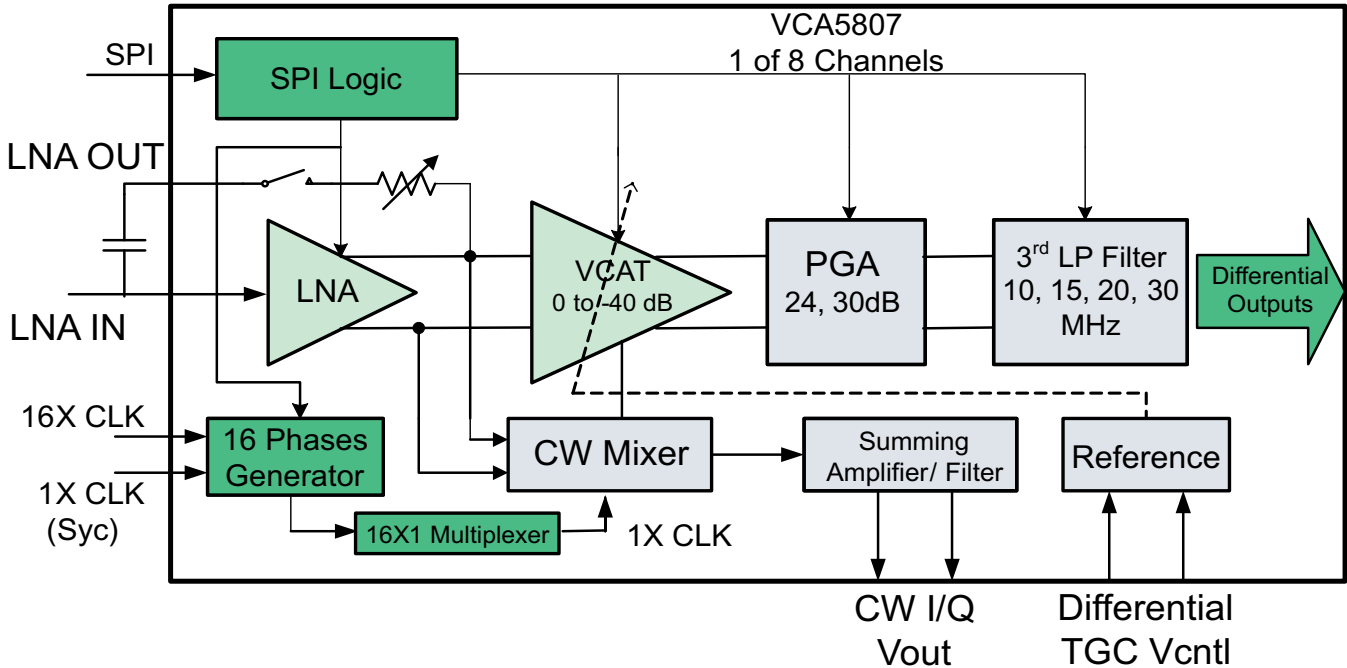 VCA5807
1 of 8 Channels
SPI
SPI Logic
LNA OUT
LNA
LNA IN
VCAT
0 to -40 dB
PGA
24, 30dB
3rd LP Filter
10, 15, 20, 30
MHz
Differential
Outputs
16X CLK
1X CLK
(Syc)
16 Phases
Generator
16X1 Multiplexer
1X CLK
CW Mixer
Summing
Amplifier/ Filter
Reference
CW I/Q
Vout
Differential
TGC Vcntl